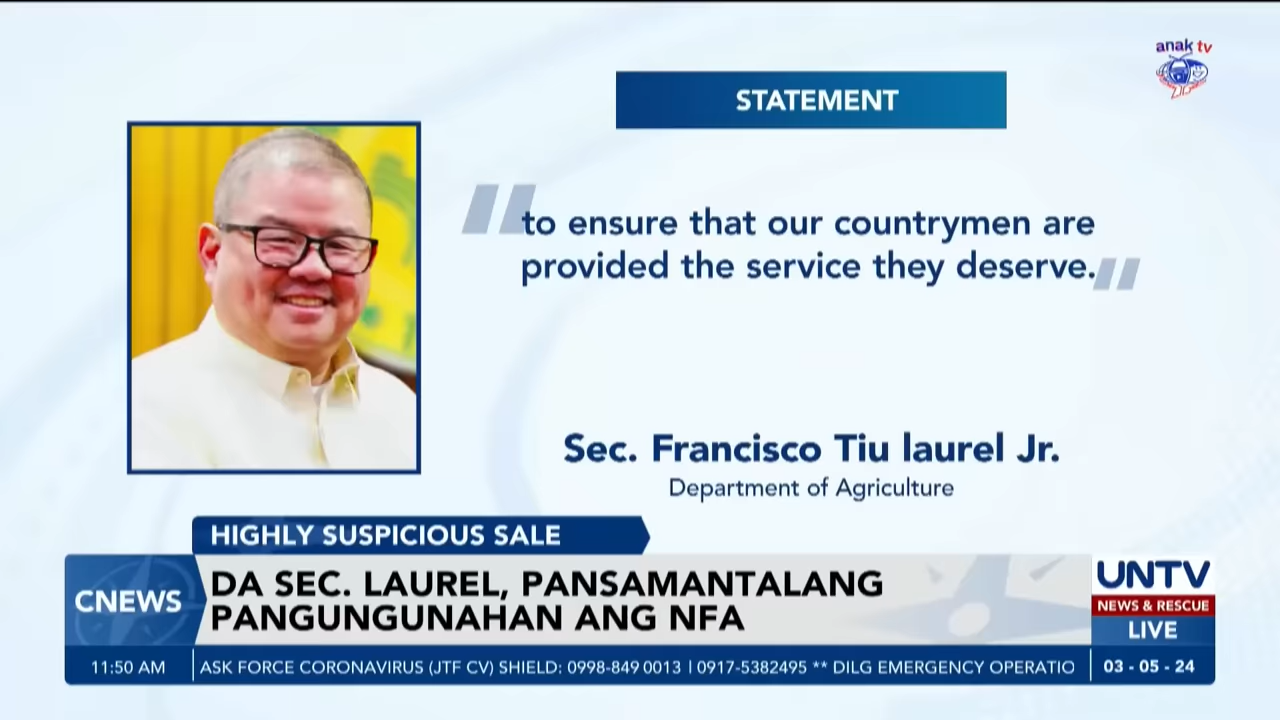 anak tv
STATEMENT
to ensure that our countrymen are
provided the service they deserve.
Sec. Francisco Tiu laurel Jr.
Department of Agriculture
HIGHLY SUSPICIOUS SALE
CNEWS
DA SEC. LAUREL, PANSAMANTALANG
PANGUNGUNAHAN ANG NFA
UNTV
NEWS & RESCUE
LIVE
11:50 AM
ASK FORCE CORONAVIRUS (JTF CV) SHIELD: 0998-849 0013 I 0917-5382495 ** DILG EMERGENCY OPERATIO
03 - 05 - 24